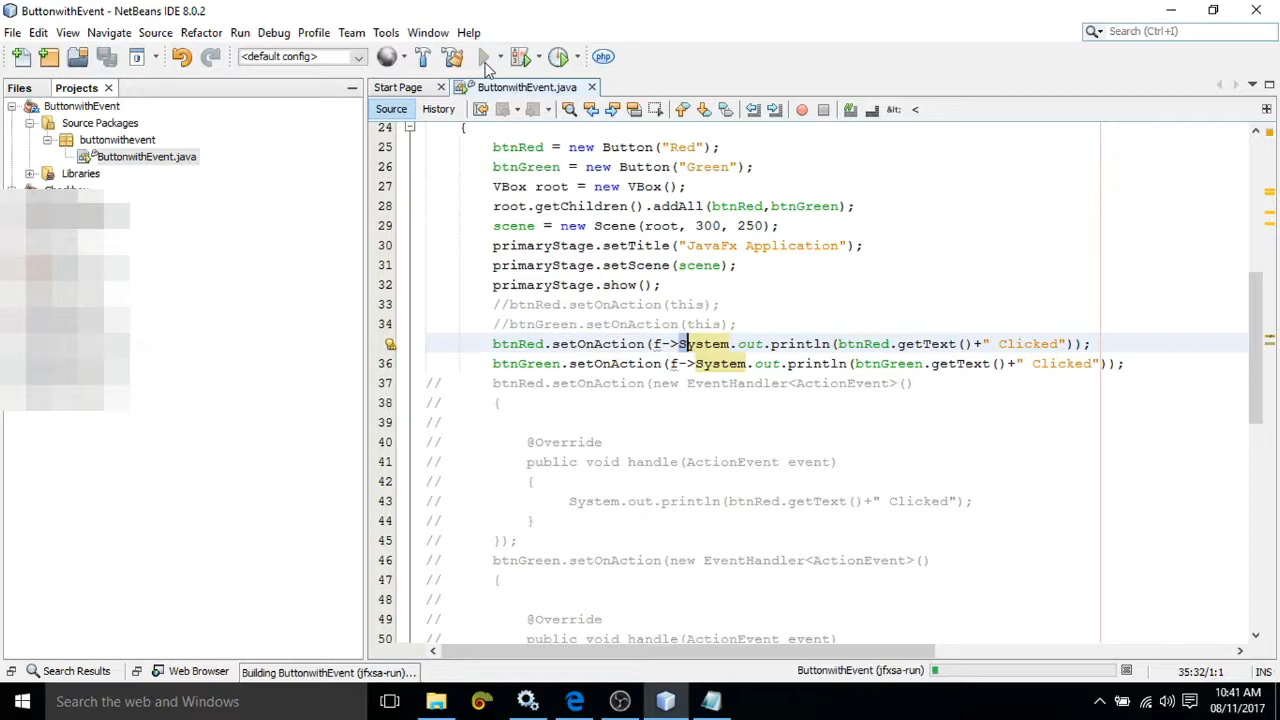 ButtonwithEvent - NetBeans IDE 8.0.2
File Edit View Navigate Source Refactor Run Debug Profile Team Tools Window Help
Search (Ctrl+I)
<default config>
php
Files Projects
Start Page ButtonwithEvent.java
ButtonwithEvent
Source History
Source Packages
buttonwithevent
ButtonwithEvent.java
Libraries
24 {
25 btnRed = new Button("Red");
26 btnGreen = new Button("Green");
27 VBox root = new VBox();
28 root.getChildren().addAll(btnRed,btnGreen);
29 scene = new Scene(root, 300, 250);
30 primaryStage.setTitle("JavaFx Application");
31 primaryStage.setScene(scene);
32 primaryStage.show();
33 //btnRed.setOnAction(this);
34 //btnGreen.setOnAction(this);
btnRed.setOnAction(f->System.out.println(btnRed.getText()+" Clicked"));
36 btnGreen.setOnAction(f->System.out.println(btnGreen.getText()+" Clicked"));
37 // btnRed.setOnAction(new EventHandler<ActionEvent>()
38 // {
39 //
40 // @Override
41 // public void handle(ActionEvent event)
42 // {
43 // System.out.println(btnRed.getText()+" Clicked");
44 // }
45 // });
46 // btnGreen.setOnAction(new EventHandler<ActionEvent>()
47 // {
48 //
49 // @Override
50 // public void handle(ActionEvent event)
Search Results Web Browser Building ButtonwithEvent (jfxsa-run)... ButtonwithEvent (jfxsa-run) 35:32/1:1 INS
Search the web and Windows
10:41 AM
08/11/2017